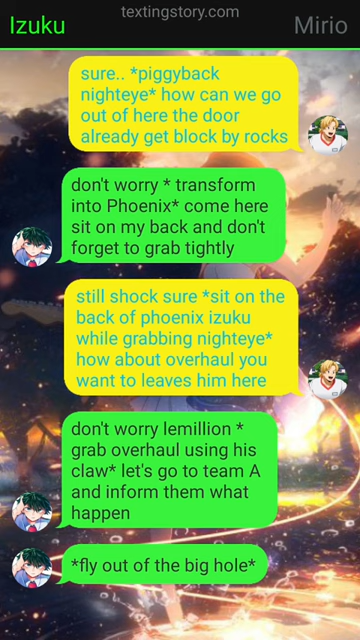 textingstory.com
Izuku
Mirio
sure.. *piggyback
nighteye* how can we go
out of here the door
already get block by rocks
don't worry * transform
into Phoenix* come here
sit on my back and don't
forget to grab tightly
still shock sure *sit on the
back of phoenix izuku
while grabbing nighteye*
how about overhaul you
want to leaves him here
don't worry lemillion *
grab overhaul using his
claw* let's go to team A
and inform them what
happen
*fly out of the big hole*